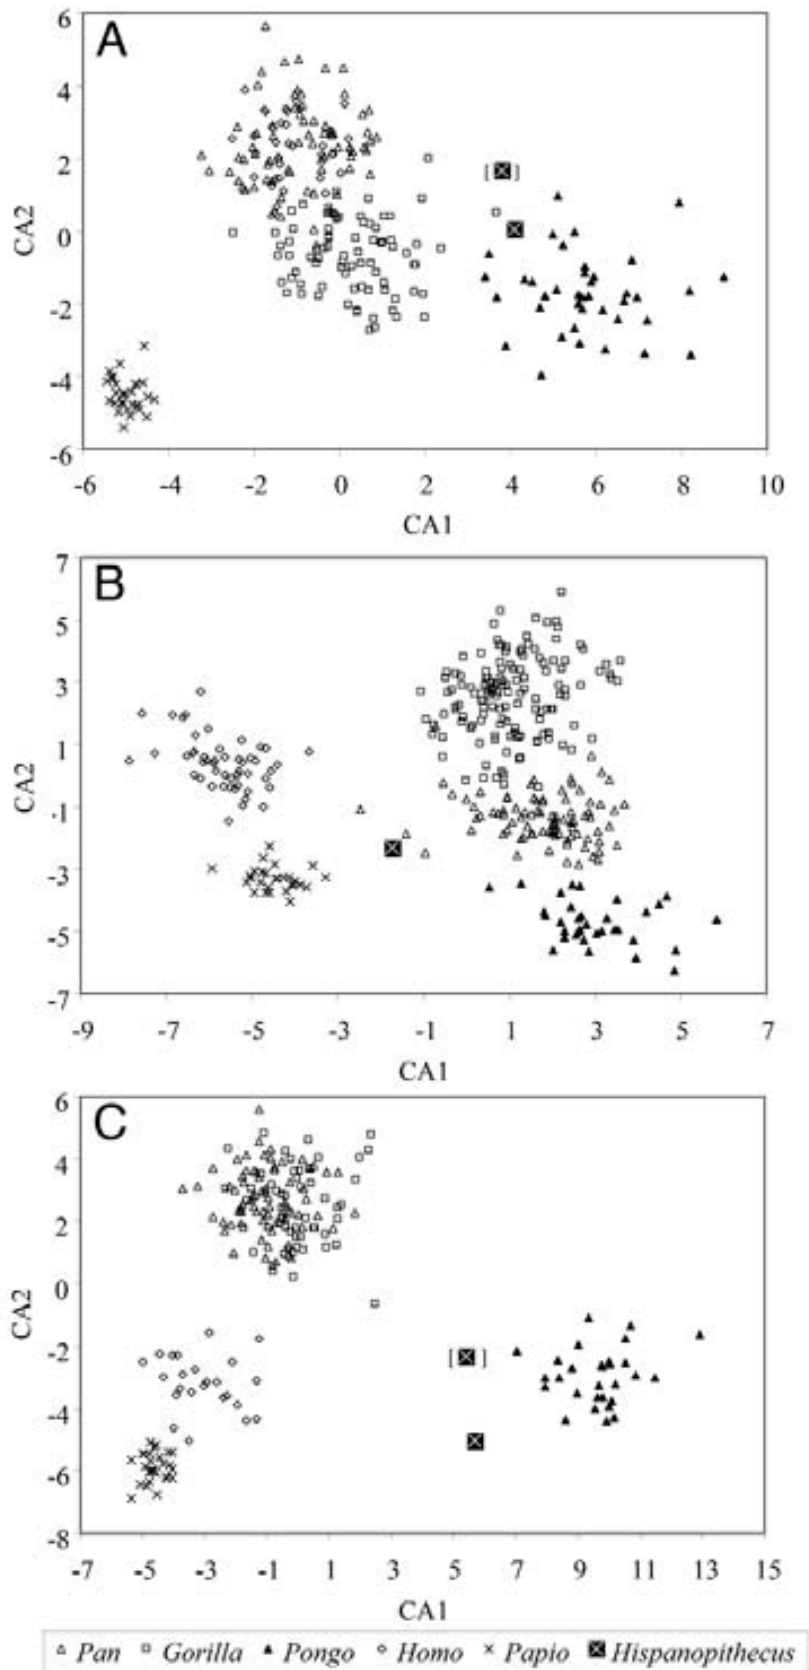 A
6
4
2
0
-2
-4
-6
CA2
-6 -4 -2 0 2 4 6 8 10
CA1
B
7
5
3
1
-1
-3
-5
-7
CA2
-9 -7 -5 -3 -1 1 3 5 7
CA1
C
6
4
2
0
-2
-4
-6
-8
CA2
-7 -5 -3 -1 1 3 5 7 9 11 13 15
CA1
Pan Gorilla Pongo Homo Papio Hispanopithecus